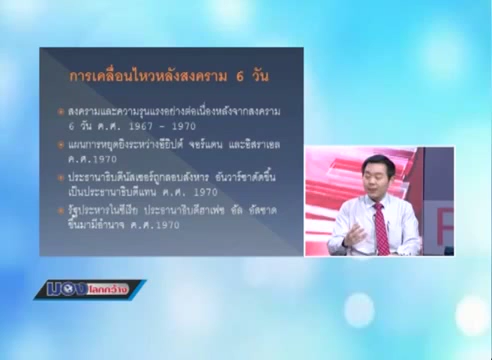 การเคลื่อนไหวหลังสงคราม 6 วัน
สงครามและความรุนแรงอย่างต่อเนื่องหลังจากสงคราม
6 วัน ค.ศ. 1967 – 1970
แผนการหยุดยิงระหว่างอียิปต์ จอร์แดน และอิสราเอล
ค.ศ.1970
ประธานาธิบดีนัสเซอร์ถูกลอบสังหาร อันวาร์ซาดัตขึ้น
เป็นประธานาธิบดีแทน ค.ศ. 1970
รัฐประหารในซีเรีย ประธานาธิบดีฮาเฟซ อัล อัสซาด
ขึ้นมามีอำนาจ ค.ศ.1970
มองโลกกว้าง